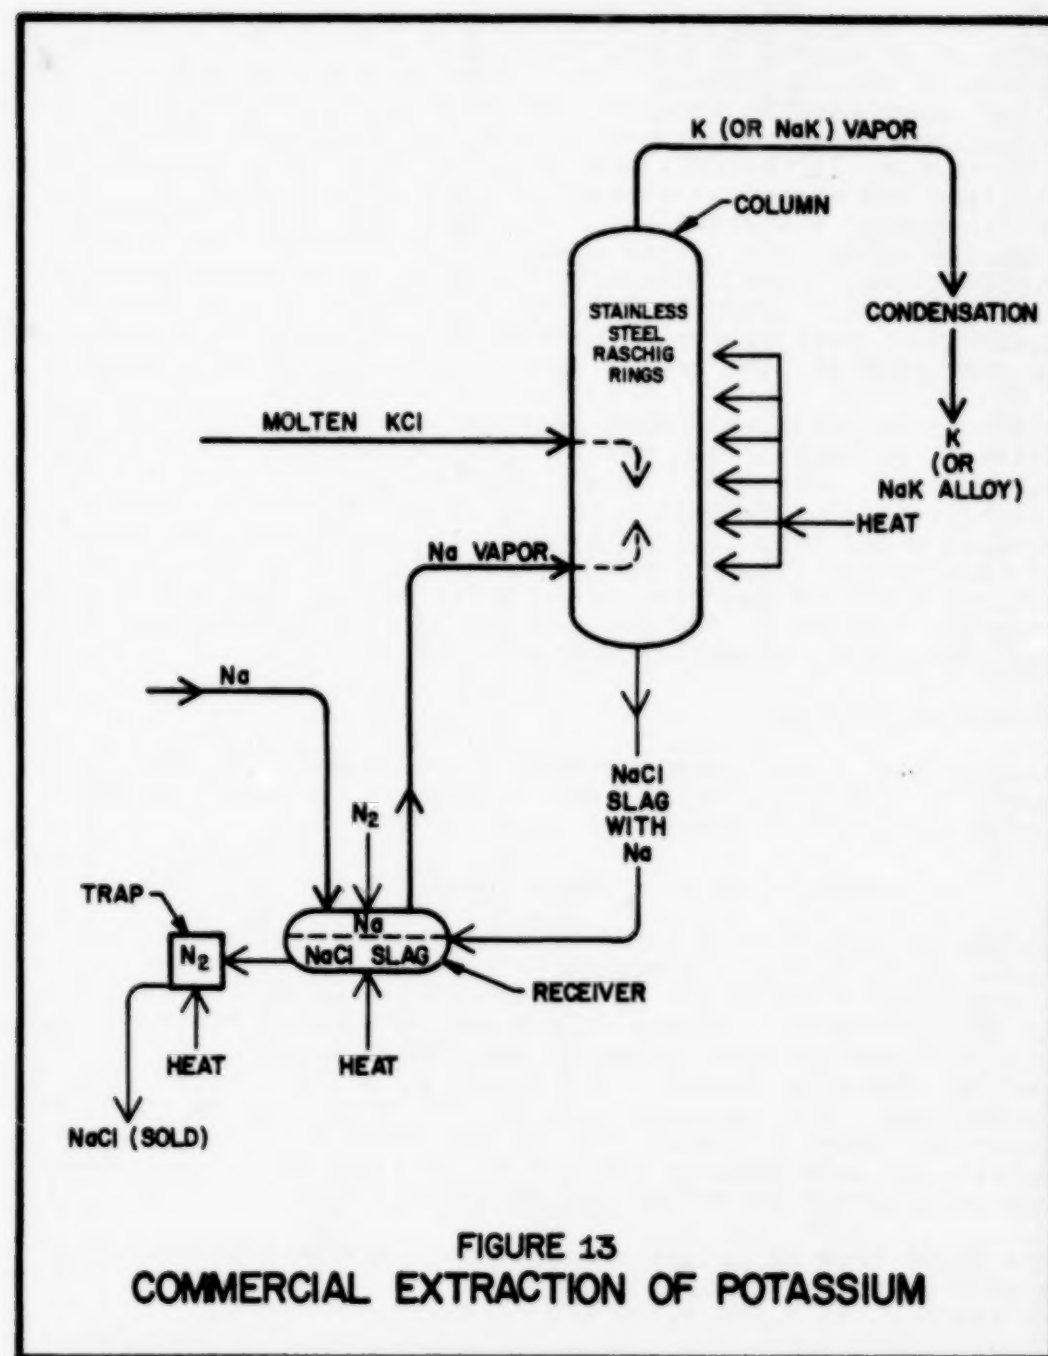 K (OR NaK) VAPOR
COLUMN
STAINLESS
STEEL
RASCHIG
RINGS
CONDENSATION
MOLTEN KCl
K
(OR
NaK ALLOY)
HEAT
Na VAPOR
Na
NaCl
SLAG
WITH
Na
N₂
TRAP
Na
N₂
NaCl SLAG
RECEIVER
HEAT
HEAT
NaCl (SOLD)
FIGURE 13
COMMERCIAL EXTRACTION OF POTASSIUM